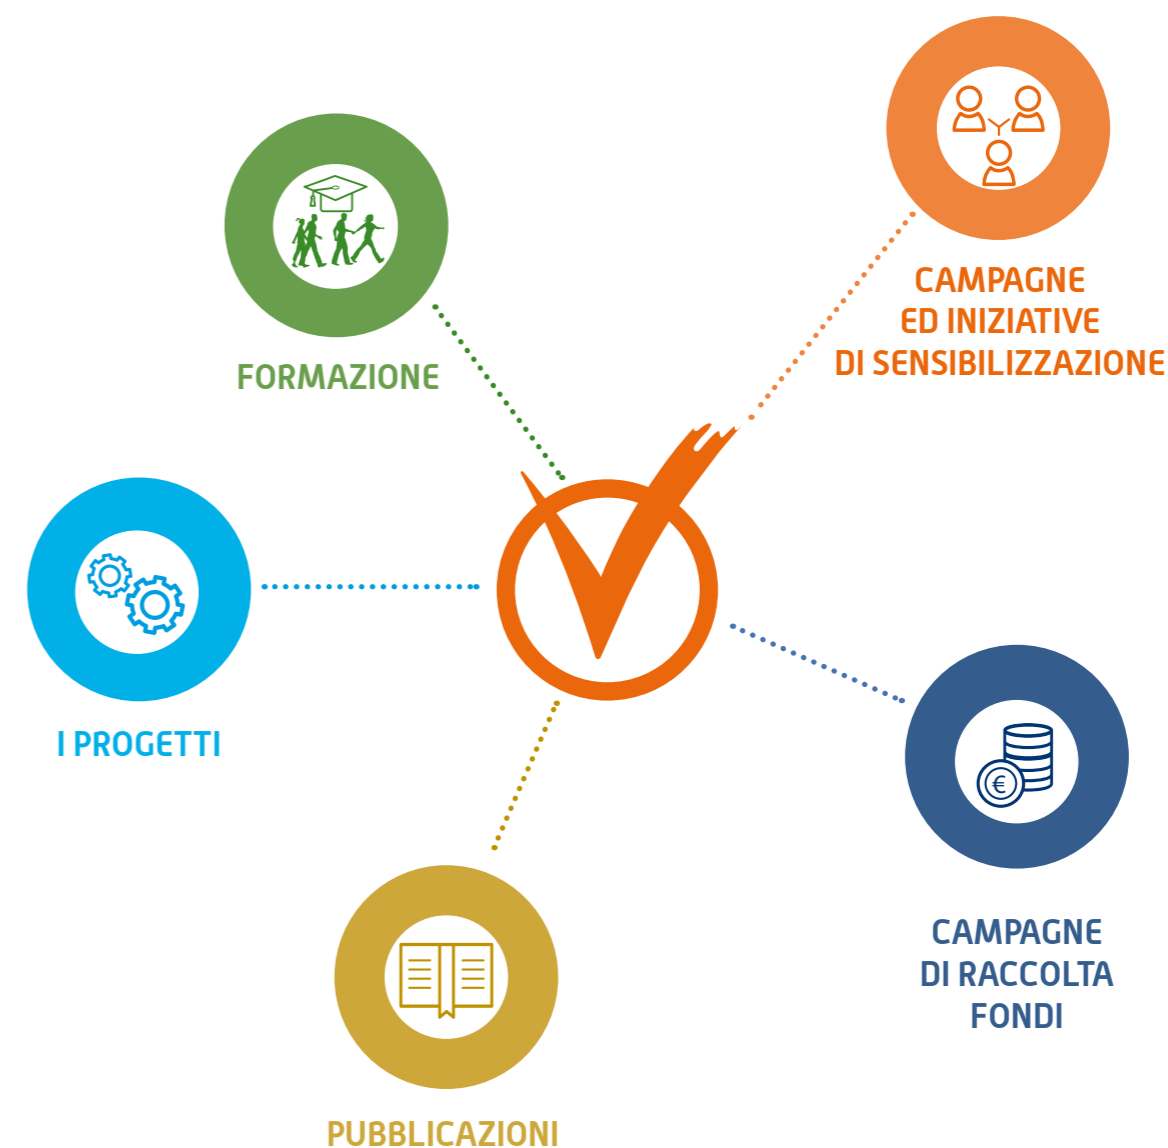 FORMAZIONE
CAMPAGNE
ED INIZIATIVE
DI SENSIBILIZZAZIONE
I PROGETTI
€
CAMPAGNE
DI RACCOLTA
FONDI
PUBBLICAZIONI